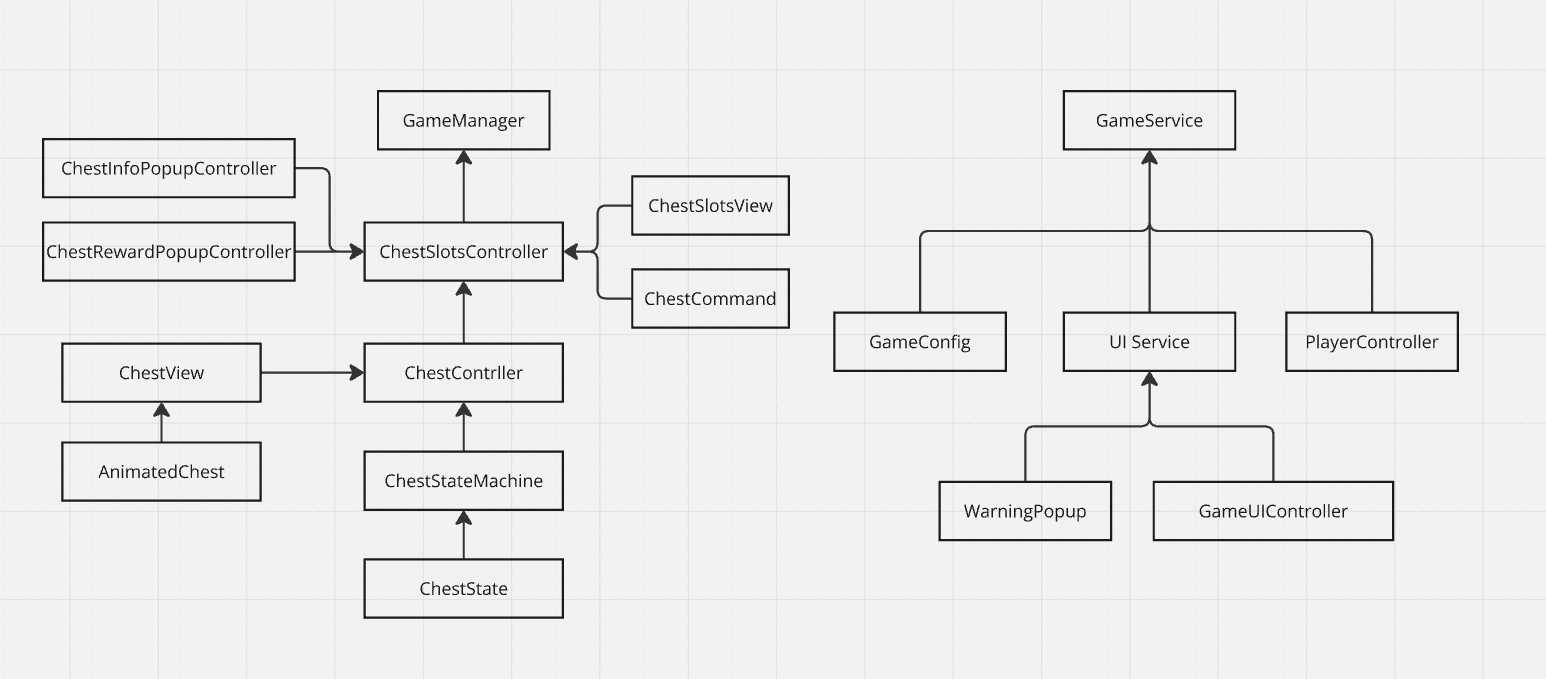 GameManager
GameService
ChestInfoPopupController
ChestSlotsView
ChestRewardPopupController
ChestSlotsController
ChestCommand
GameConfig
UI Service
PlayerController
ChestView
ChestContrller
AnimatedChest
ChestStateMachine
WarningPopup
GameUIController
ChestState